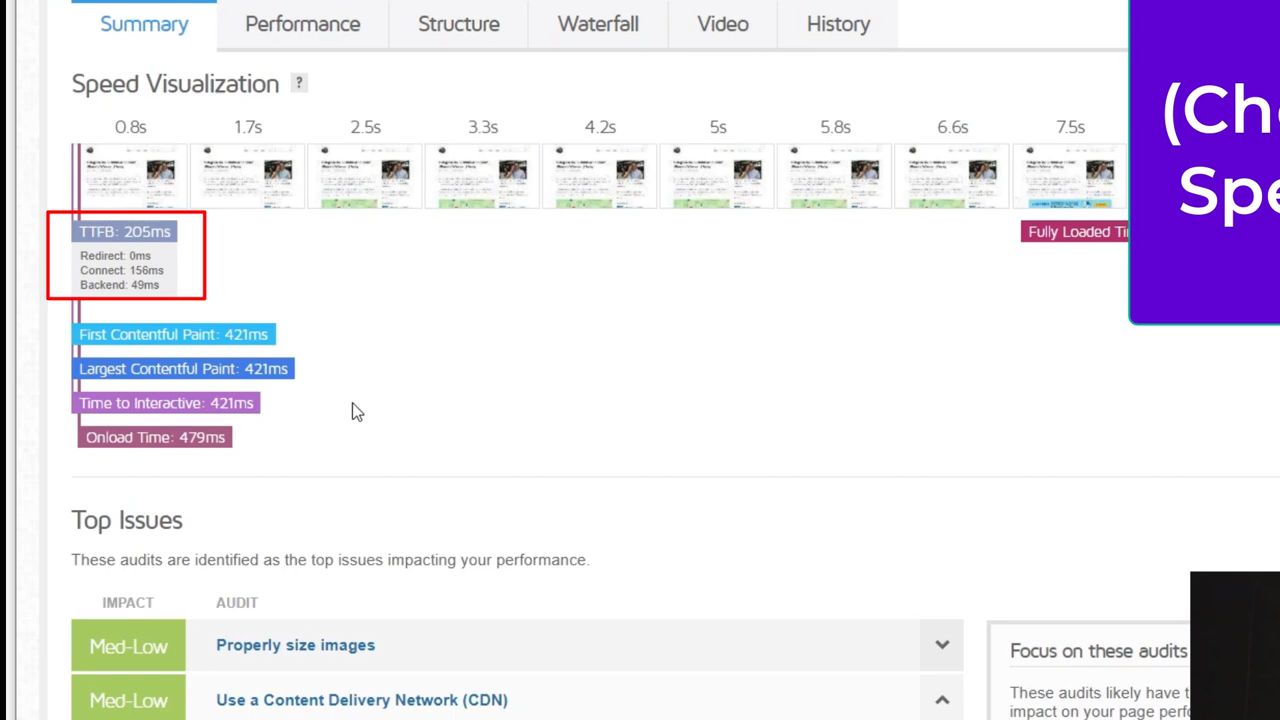 Summary Performance Structure Waterfall Video History
Speed Visualization ?
0.8s 1.7s 2.5s 3.3s 4.2s 5s 5.8s 6.6s 7.5s
TTFB: 205ms
Redirect: 0ms
Connect: 156ms
Backend: 49ms
Fully Loaded
First Contentful Paint: 421ms
Largest Contentful Paint: 421ms
Time to Interactive: 421ms
Onload Time: 479ms
(Ch
Spe
Top Issues
These audits are identified as the top issues impacting your performance.
IMPACT AUDIT
Med-Low Properly size images
Med-Low Use a Content Delivery Network (CDN)
Focus on these audits
These audits likely have t
impact on your page perfo